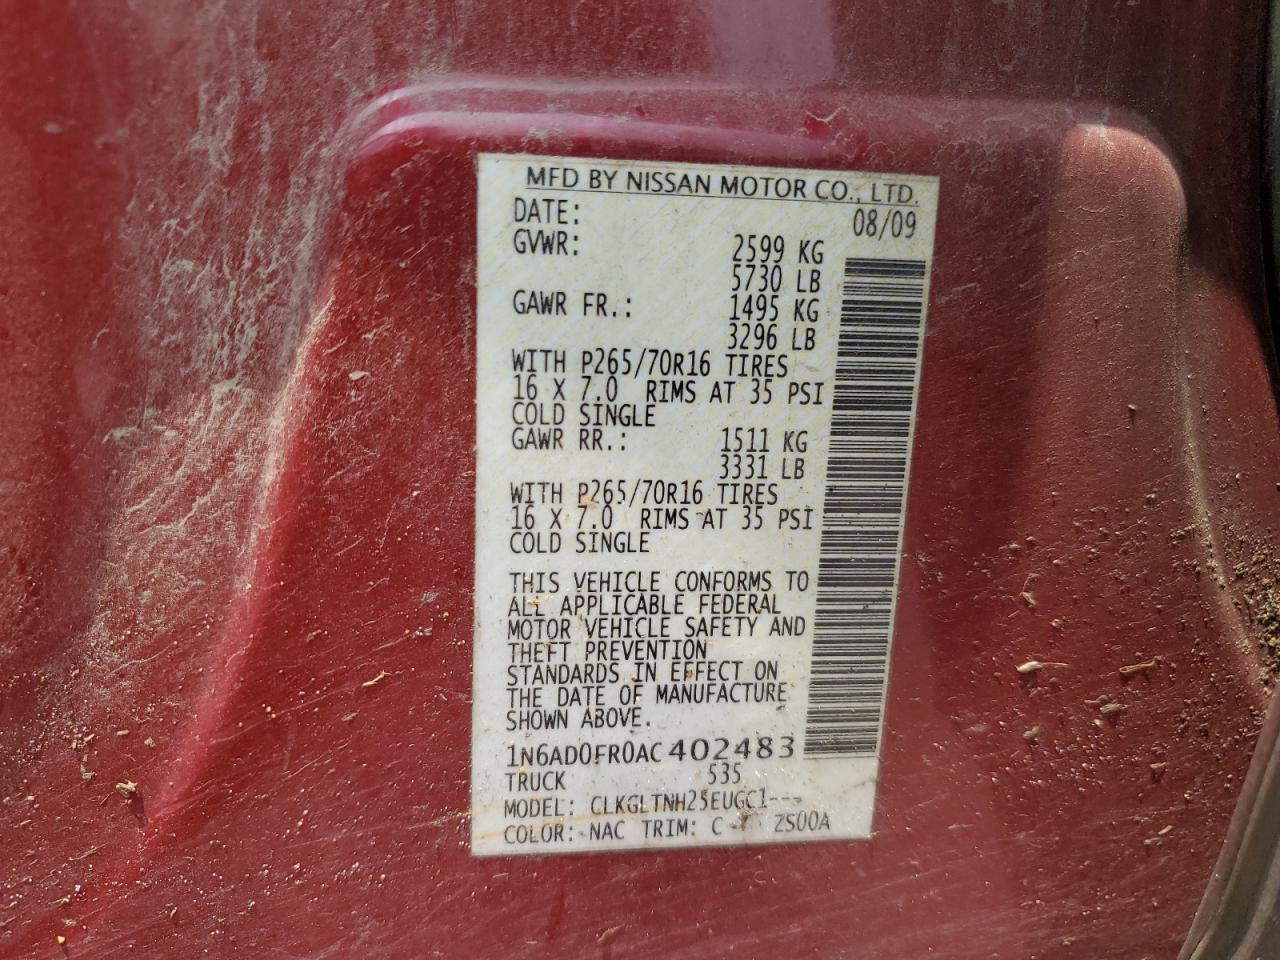 MFD BY NISSAN MOTOR CO., LTD.
DATE: 08/09
GVWR: 2599 KG
5730 LB
GAWR FR.: 1495 KG
3296 LB
WITH P265/70R16 TIRES
16 X 7.0 RIMS AT 35 PSI
COLD SINGLE
GAWR RR.: 1511 KG
3331 LB
WITH P265/70R16 TIRES
16 X 7.0 RIMS AT 35 PSI
COLD SINGLE
THIS VEHICLE CONFORMS TO
ALL APPLICABLE FEDERAL
MOTOR VEHICLE SAFETY AND
THEFT PREVENTION
STANDARDS IN EFFECT ON
THE DATE OF MANUFACTURE
SHOWN ABOVE.
1N6AD0FR0AC402483
TRUCK 535
MODEL: CLKGLTNH25EUGC1---
COLOR: NAC TRIM: C ZS00A